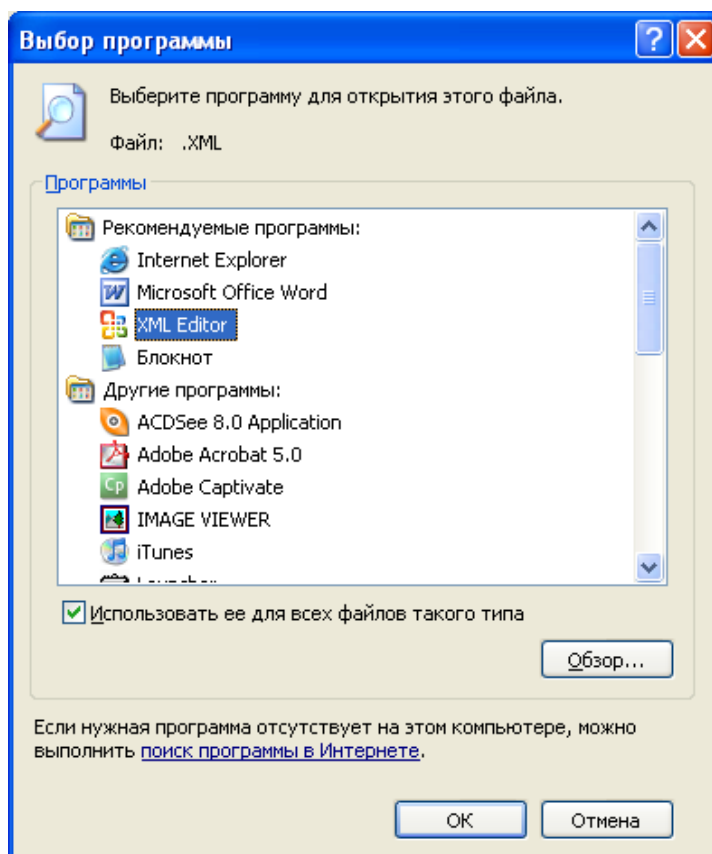 Выбор программы
Выберите программу для открытия этого файла.
Файл: .XML
Программы
Рекомендуемые программы:
Internet Explorer
Microsoft Office Word
XML Editor
Блокнот
Другие программы:
ACDSee 8.0 Application
Adobe Acrobat 5.0
Cp Adobe Captivate
IMAGE VIEWER
iTunes
Использовать ее для всех файлов такого типа
Обзор...
Если нужная программа отсутствует на этом компьютере, можно
выполнить поиск программы в Интернете.
ОК Отмена